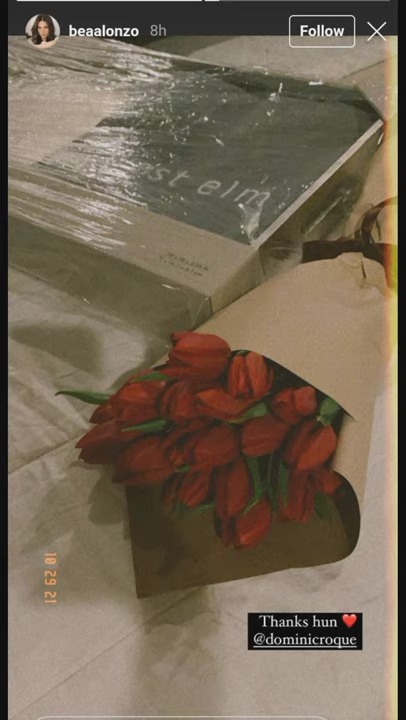 beaalonzo 8h
Follow
st elm
10 29 21
Thanks hun ❤️
@dominicroque